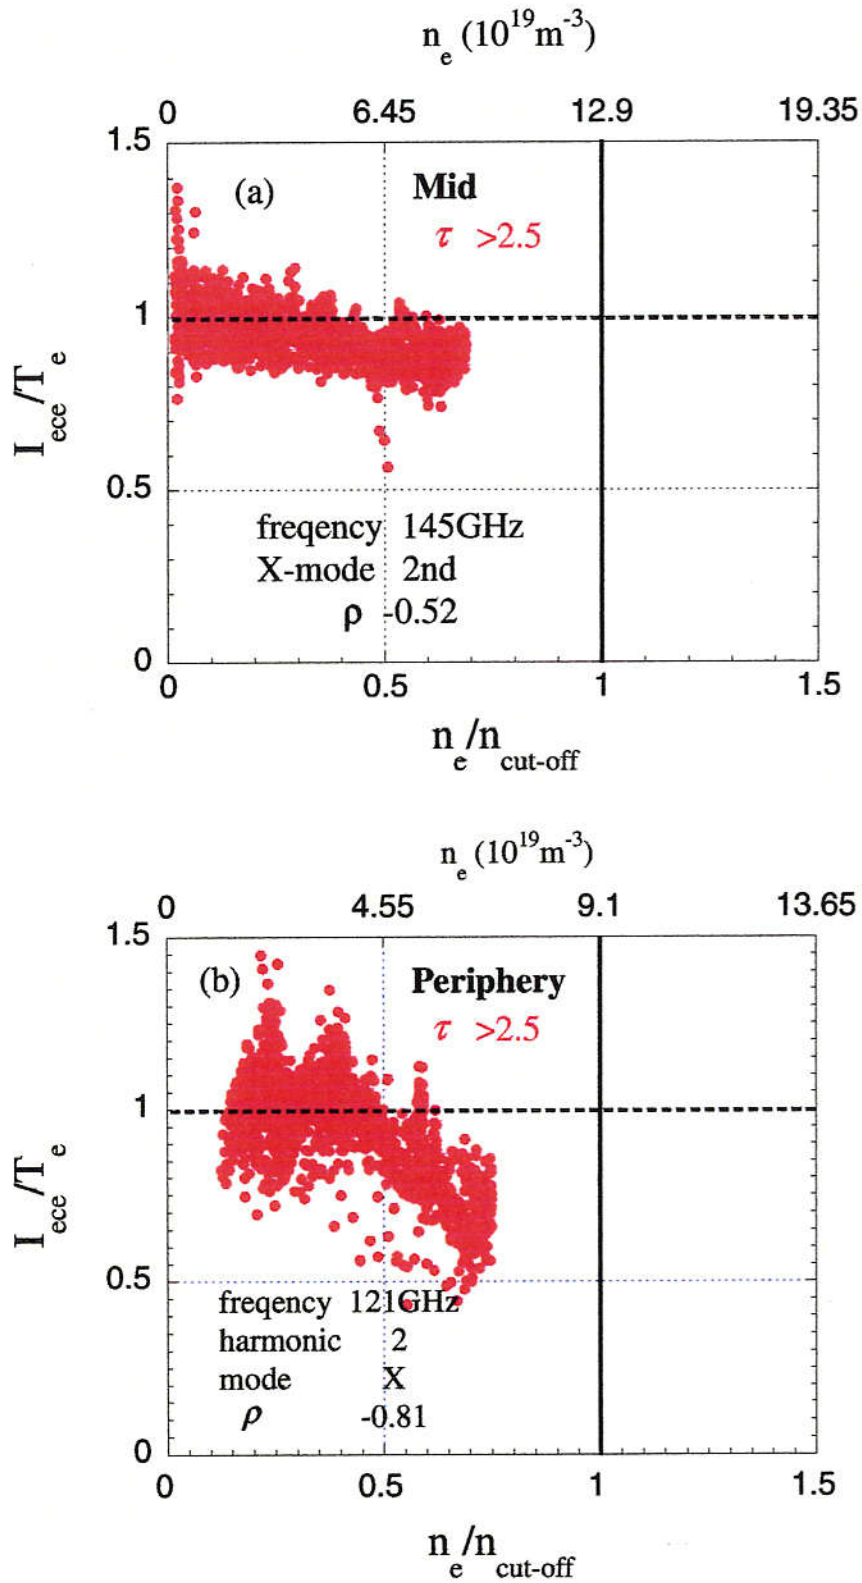 n_e (10^19 m^-3)
0 6.45 12.9 19.35
1.5
(a) Mid
τ >2.5
1
I_ece/T_e
0.5
freqency 145GHz
X-mode 2nd
ρ -0.52
0
0 0.5 1 1.5
n_e/n_cut-off
n_e (10^19 m^-3)
0 4.55 9.1 13.65
1.5
(b) Periphery
τ >2.5
1
I_ece/T_e
0.5
freqency 121GHz
harmonic 2
mode X
ρ -0.81
0
0 0.5 1 1.5
n_e/n_cut-off